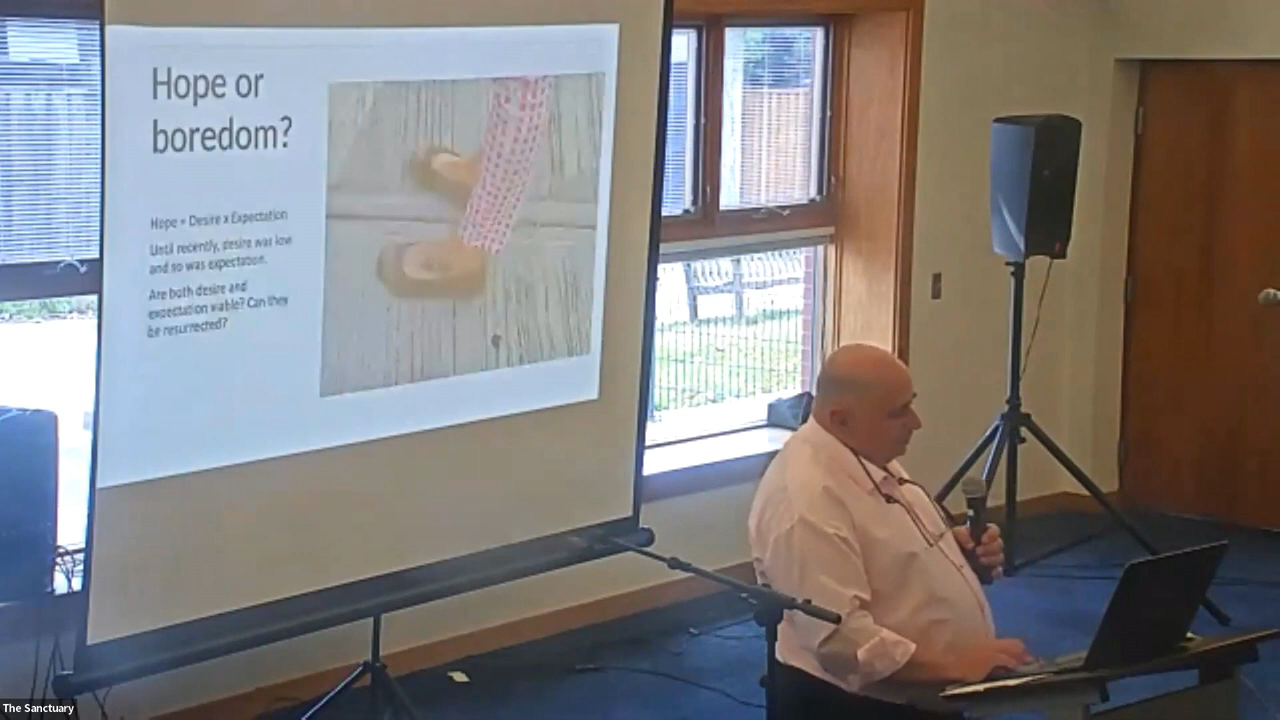 Hope or
boredom?
Hope = Desire x Expectation
Until recently, desire was low
and so was expectation.
Are both desire and
expectation viable? Can they
be resurrected?
The Sanctuary